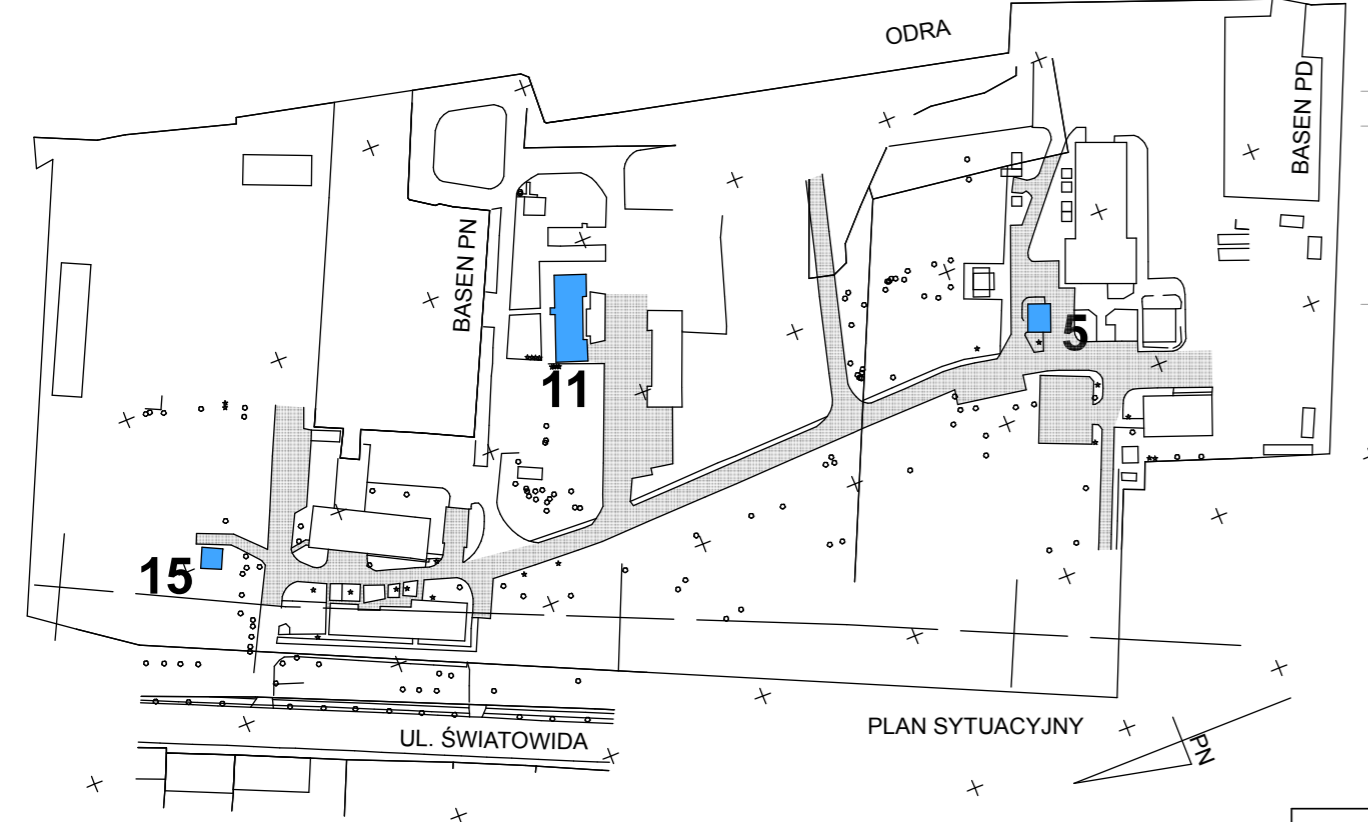 ODRA
BASEN PD
BASEN PN
5
11
15
PLAN SYTUACYJNY
UL. ŚWIATOWIDA
PN